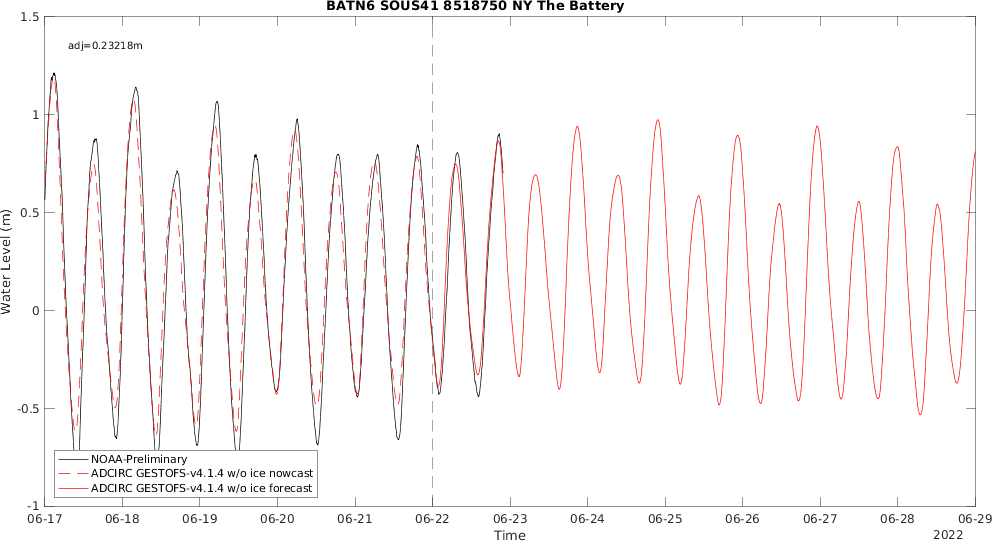 BATN6 SOUS41 8518750 NY The Battery
adj=0.23218m
1.5
1
0.5
0
-0.5
-1
Water Level (m)
NOAA-Preliminary
ADCIRC GESTOFS-v4.1.4 w/o ice nowcast
ADCIRC GESTOFS-v4.1.4 w/o ice forecast
06-17 06-18 06-19 06-20 06-21 06-22 06-23 06-24 06-25 06-26 06-27 06-28 06-29
Time
2022